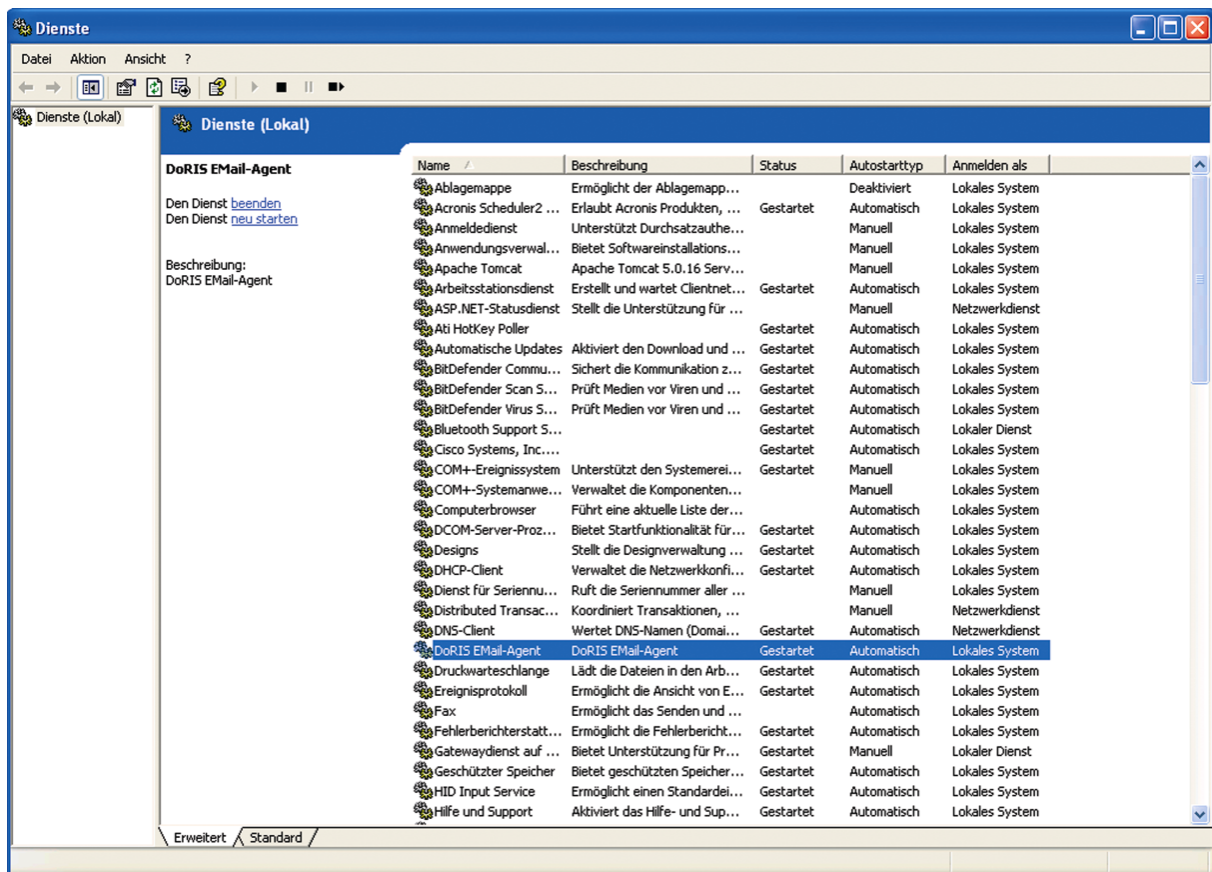 Dienste
Datei Aktion Ansicht ?
Dienste (Lokal)
Dienste (Lokal)
DoRIS EMail-Agent
Den Dienst beenden
Den Dienst neu starten
Beschreibung:
DoRIS EMail-Agent
Name Beschreibung Status Autostarttyp Anmelden als
Ablagemappe Ermöglicht der Ablagemapp... Deaktiviert Lokales System
Acronis Scheduler2 ... Erlaubt Acronis Produkten, ... Gestartet Automatisch Lokales System
Anmeldedienst Unterstützt Durchsatzauthe... Manuell Lokales System
Anwendungsverwal... Bietet Softwareinstallations... Manuell Lokales System
Apache Tomcat Apache Tomcat 5.0.16 Serv... Manuell Lokales System
Arbeitsstationsdienst Erstellt und wartet Clientnet... Gestartet Automatisch Lokales System
ASP.NET-Statusdienst Stellt die Unterstützung für ... Manuell Netzwerkdienst
Ati HotKey Poller Gestartet Automatisch Lokales System
Automatische Updates Aktiviert den Download und ... Gestartet Automatisch Lokales System
BitDefender Commu... Sichert die Kommunikation z... Gestartet Automatisch Lokales System
BitDefender Scan S... Prüft Medien vor Viren und ... Gestartet Automatisch Lokales System
BitDefender Virus S... Prüft Medien vor Viren und ... Gestartet Automatisch Lokales System
Bluetooth Support S... Gestartet Automatisch Lokaler Dienst
Cisco Systems, Inc.... Gestartet Automatisch Lokales System
COM+-Ereignissystem Unterstützt den Systemerei... Gestartet Manuell Lokales System
COM+-Systemanwe... Verwaltet die Komponenten... Manuell Lokales System
Computerbrowser Führt eine aktuelle Liste der... Automatisch Lokales System
DCOM-Server-Proz... Bietet Startfunktionalität für... Gestartet Automatisch Lokales System
Designs Stellt die Designverwaltung ... Gestartet Automatisch Lokales System
DHCP-Client Verwaltet die Netzwerkkonfi... Gestartet Automatisch Lokales System
Dienst für Seriennu... Ruft die Seriennummer aller ... Manuell Lokales System
Distributed Transac... Koordiniert Transaktionen, ... Manuell Netzwerkdienst
DNS-Client Wertet DNS-Namen (Domai... Gestartet Automatisch Netzwerkdienst
DoRIS EMail-Agent DoRIS EMail-Agent Gestartet Automatisch Lokales System
Druckwarteschlange Lädt die Dateien in den Arb... Gestartet Automatisch Lokales System
Ereignisprotokoll Ermöglicht die Ansicht von E... Gestartet Automatisch Lokales System
Fax Ermöglicht das Senden und ... Automatisch Lokales System
Fehlerberichterstatt... Ermöglicht die Fehlerbericht... Gestartet Automatisch Lokales System
Gatewaydienst auf ... Bietet Unterstützung für Pr... Gestartet Manuell Lokaler Dienst
Geschützter Speicher Bietet geschützten Speicher... Gestartet Automatisch Lokales System
HID Input Service Ermöglicht einen Standardei... Gestartet Automatisch Lokales System
Hilfe und Support Aktiviert das Hilfe- und Sup... Gestartet Automatisch Lokales System
Erweitert Standard